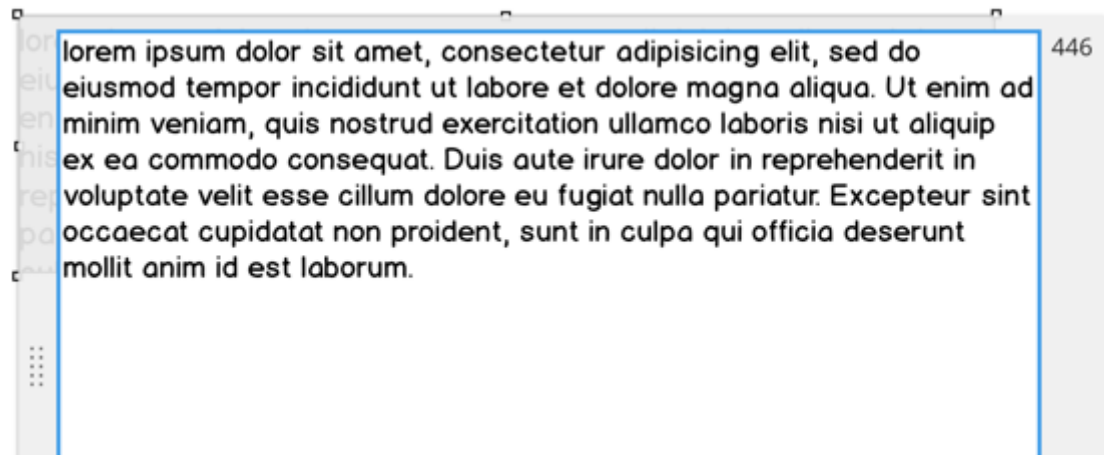 lorem ipsum dolor sit amet, consectetur adipisicing elit, sed do
eiusmod tempor incididunt ut labore et dolore magna aliqua. Ut enim ad
minim veniam, quis nostrud exercitation ullamco laboris nisi ut aliquip
ex ea commodo consequat. Duis aute irure dolor in reprehenderit in
voluptate velit esse cillum dolore eu fugiat nulla pariatur. Excepteur sint
occaecat cupidatat non proident, sunt in culpa qui officia deserunt
mollit anim id est laborum.
446